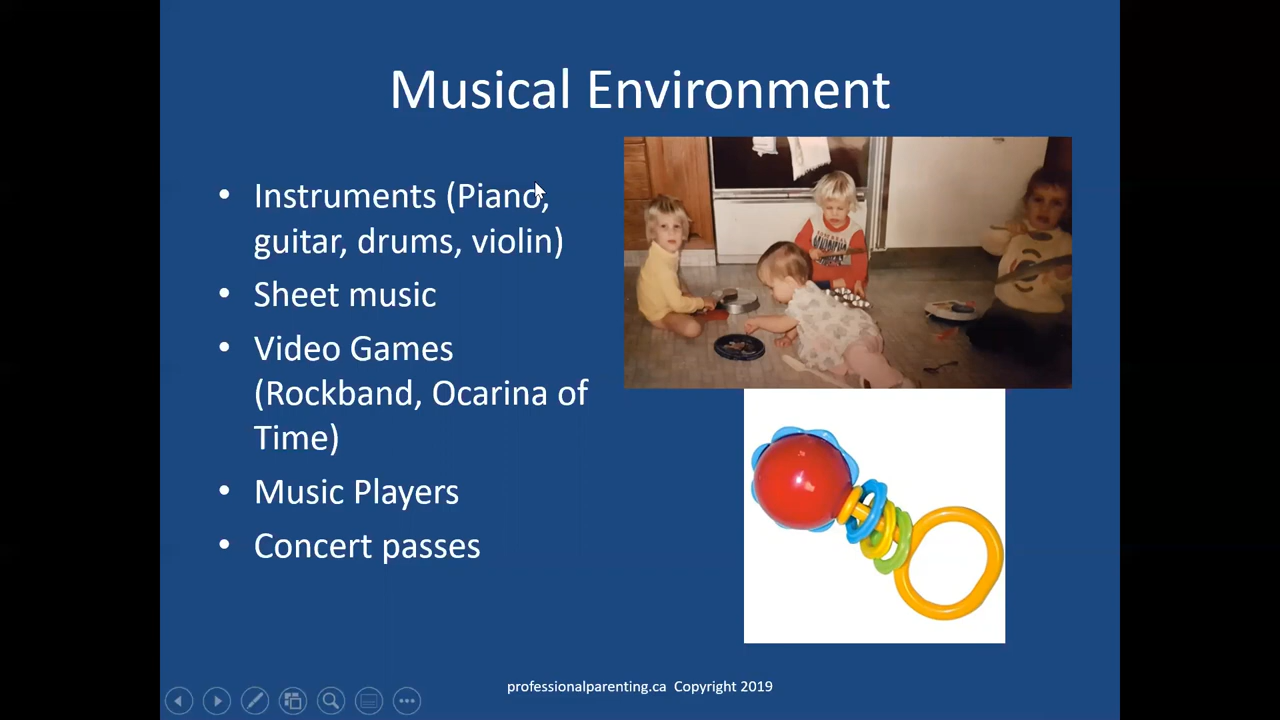 Musical Environment
• Instruments (Piano,
guitar, drums, violin)
• Sheet music
• Video Games
(Rockband, Ocarina of
Time)
• Music Players
• Concert passes
professionalparenting.ca Copyright 2019